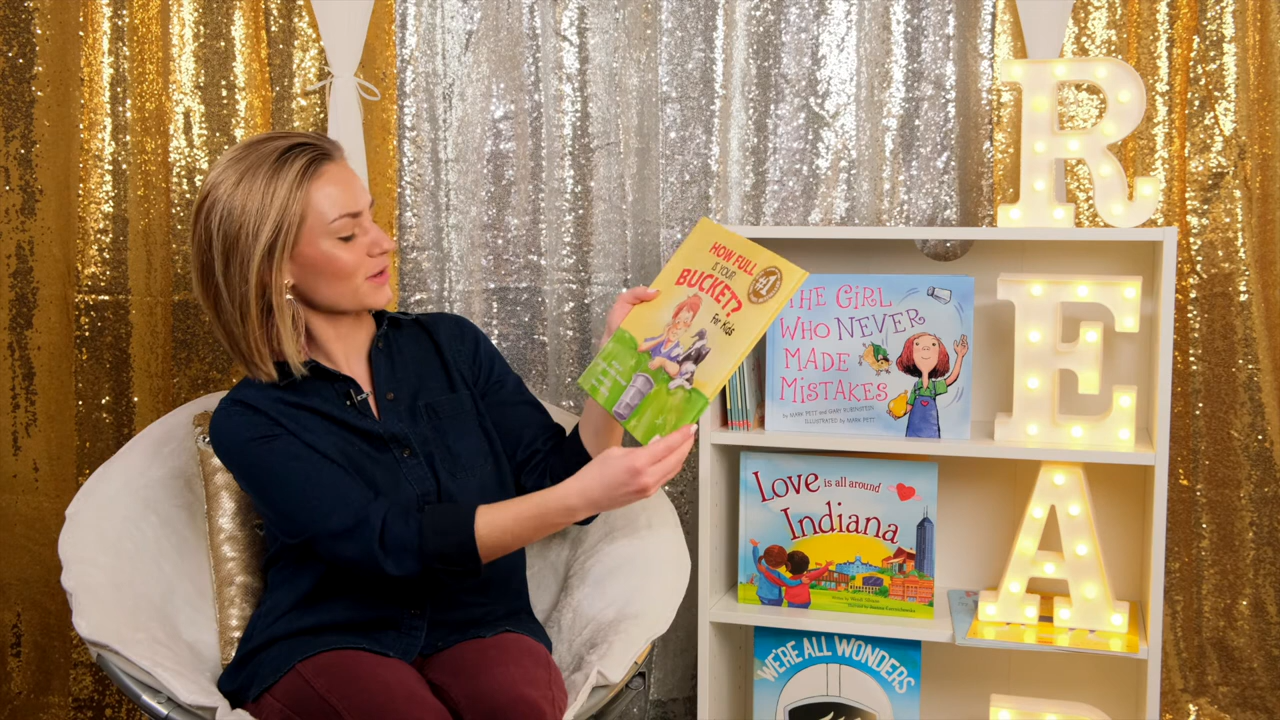 HOW FULL
IS YOUR
BUCKET?
For Kids
#1
THE GIRL
WHO NEVER
MADE
MISTAKES
by MARK PETT and GARY RUBINSTEIN
ILLUSTRATED by MARK PETT
Love is all around
Indiana
WE'RE ALL WONDERS
R
E
A